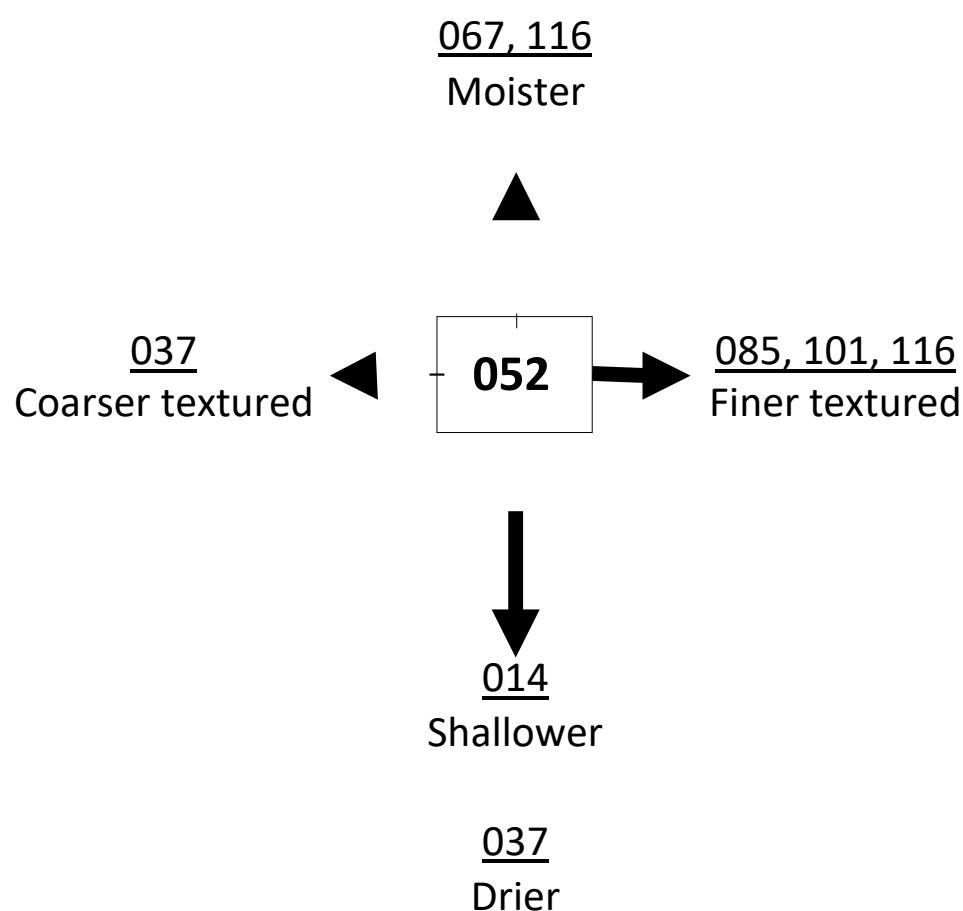 067, 116
Moister
037
Coarser textured
052
085, 101, 116
Finer textured
014
Shallower
037
Drier